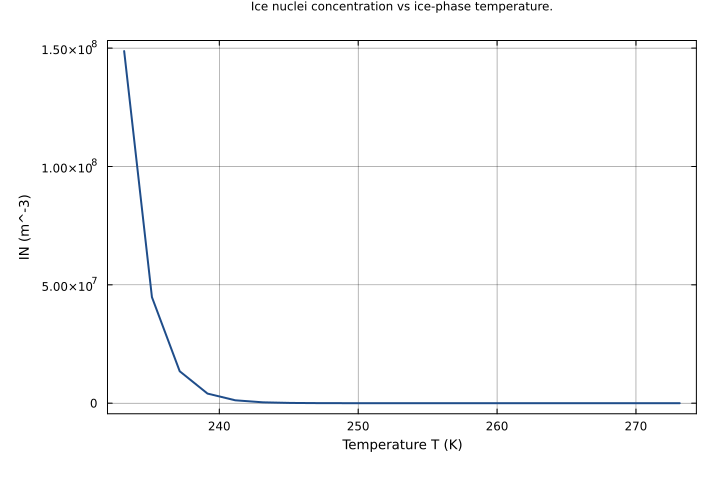 Ice nuclei concentration vs ice-phase temperature.
1.50×10⁸
1.00×10⁸
5.00×10⁷
0
IN (m^-3)
240 250 260 270
Temperature T (K)